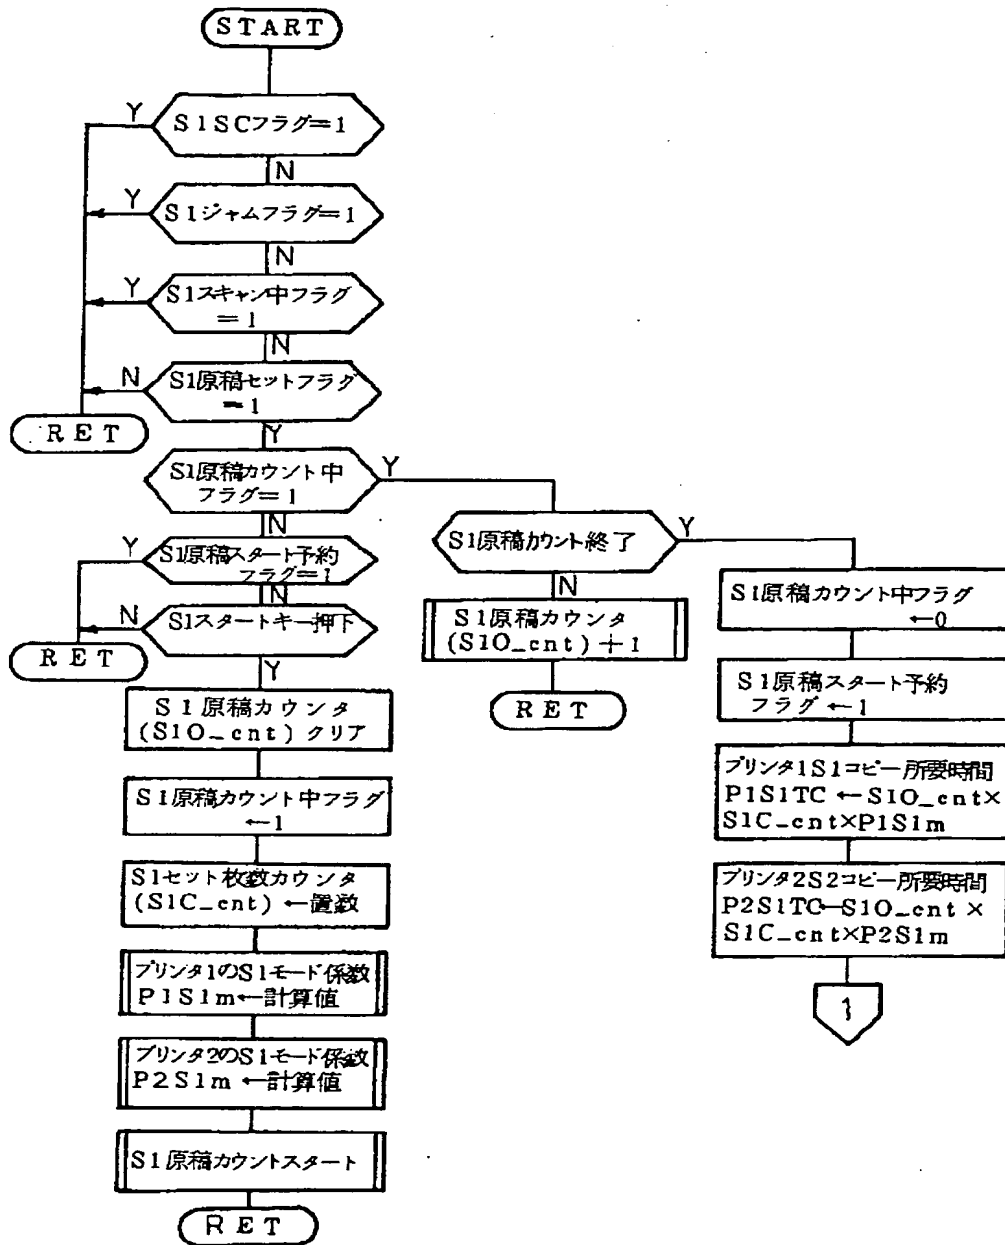 START
S1SCフラグ=1
Y
N
S1ジャムフラグ=1
Y
N
S1スキャン中フラグ
=1
Y
N
S1原稿セットフラグ
=1
N
RET
Y
S1原稿カウント中
フラグ=1
Y
N
S1原稿スタート予約
フラグ=1
Y
N
S1スタートキー押下
N
RET
Y
S1原稿カウンタ
(S1O_cnt)クリア
S1原稿カウント中フラグ
←1
S1セット枚数カウンタ
(S1C_cnt)←置数
プリンタ1のS1モード係数
P1S1m←計算値
プリンタ2のS1モード係数
P2S1m←計算値
S1原稿カウントスタート
RET
S1原稿カウント終了
Y
N
S1原稿カウンタ
(S1O_cnt)+1
RET
S1原稿カウント中フラグ
←0
S1原稿スタート予約
フラグ←1
プリンタ1S1コピー所要時間
P1S1TC←S1O_cnt×
S1C_cnt×P1S1m
プリンタ2S2コピー所要時間
P2S1TC←S1O_cnt×
S1C_cnt×P2S1m
1